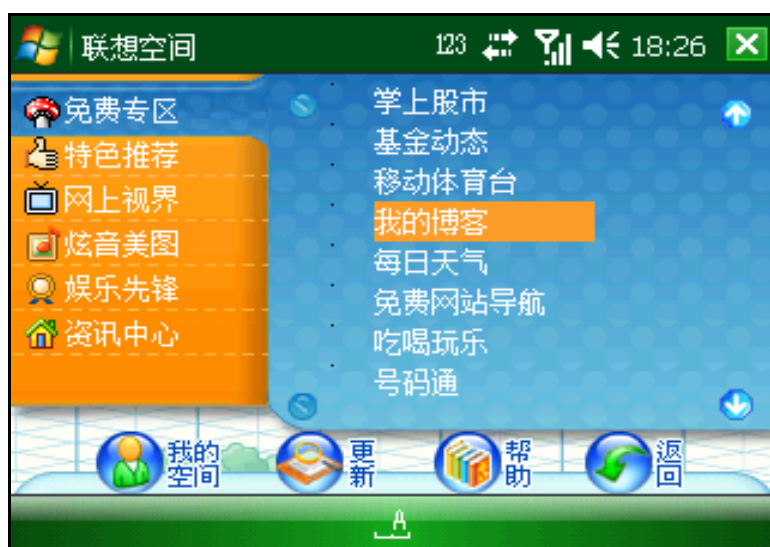 联想空间 123 18:26
免费专区
特色推荐
网上视界
炫音美图
娱乐先锋
资讯中心
掌上股市
基金动态
移动体育台
我的博客
每日天气
免费网站导航
吃喝玩乐
号码通
我的
空间
更
新
帮
助
返
回
A